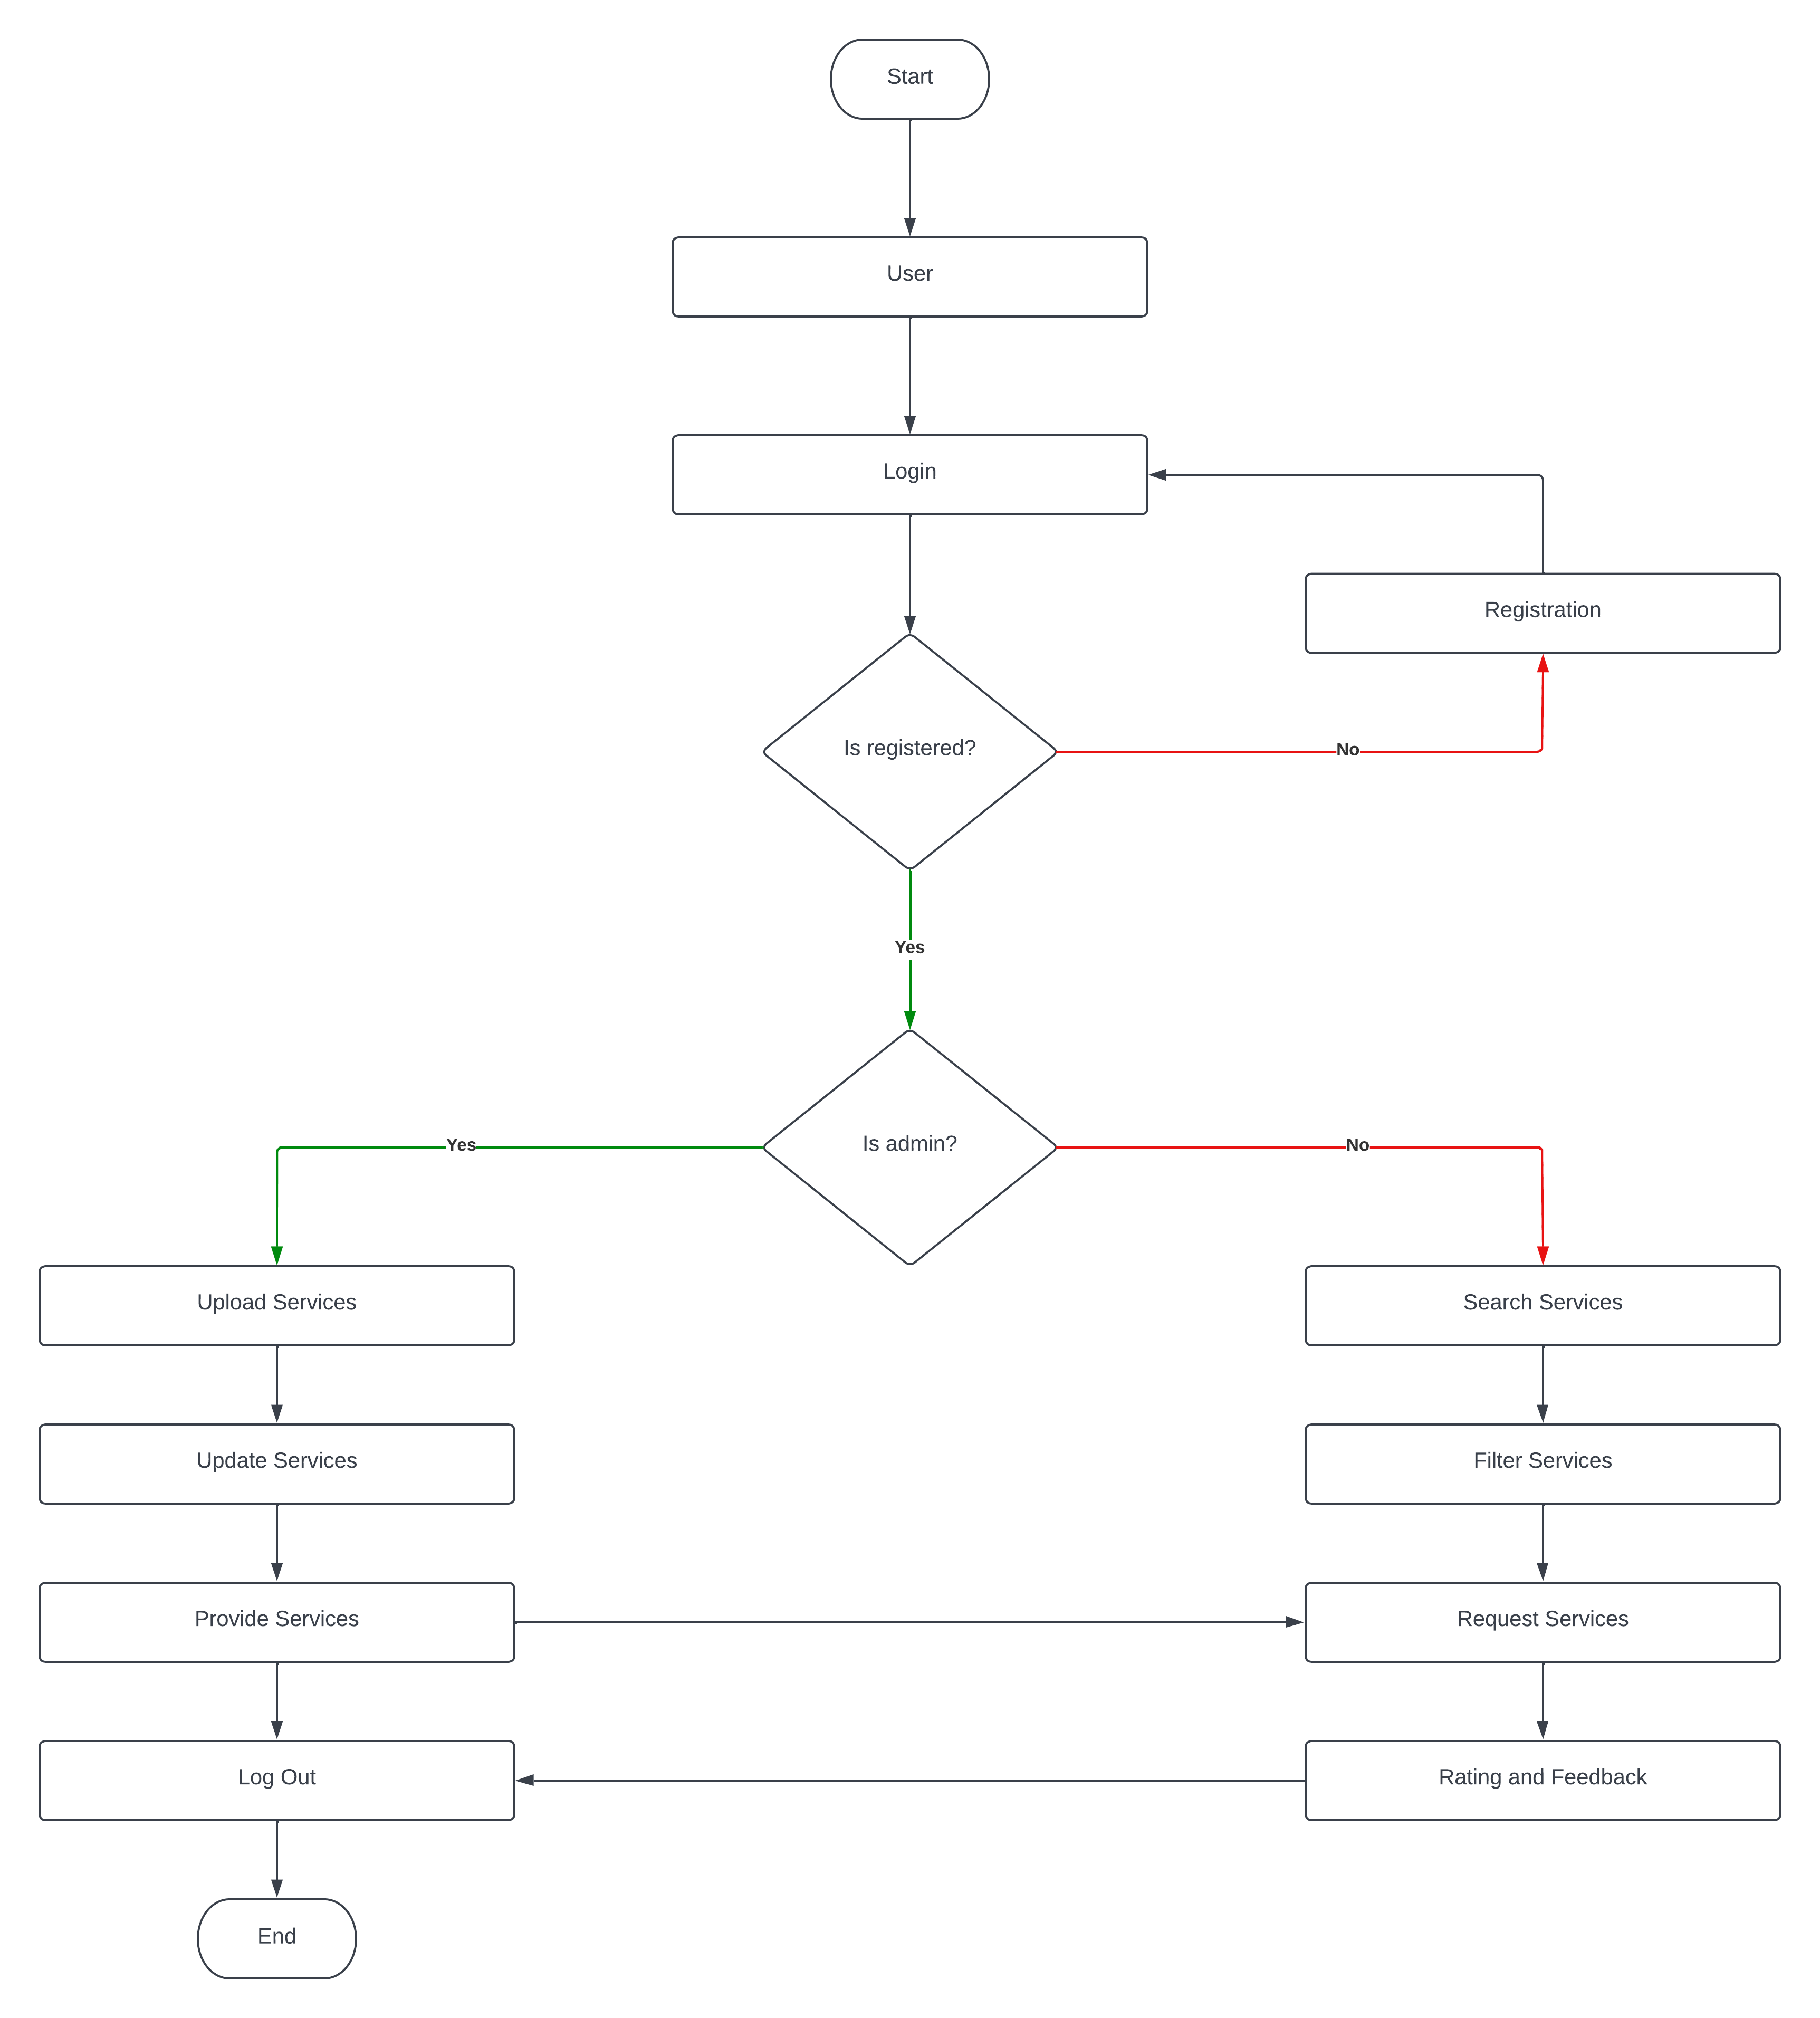 Start
User
Login
Registration
Is registered?
No
Yes
Is admin?
Yes
No
Upload Services
Search Services
Update Services
Filter Services
Provide Services
Request Services
Log Out
Rating and Feedback
End